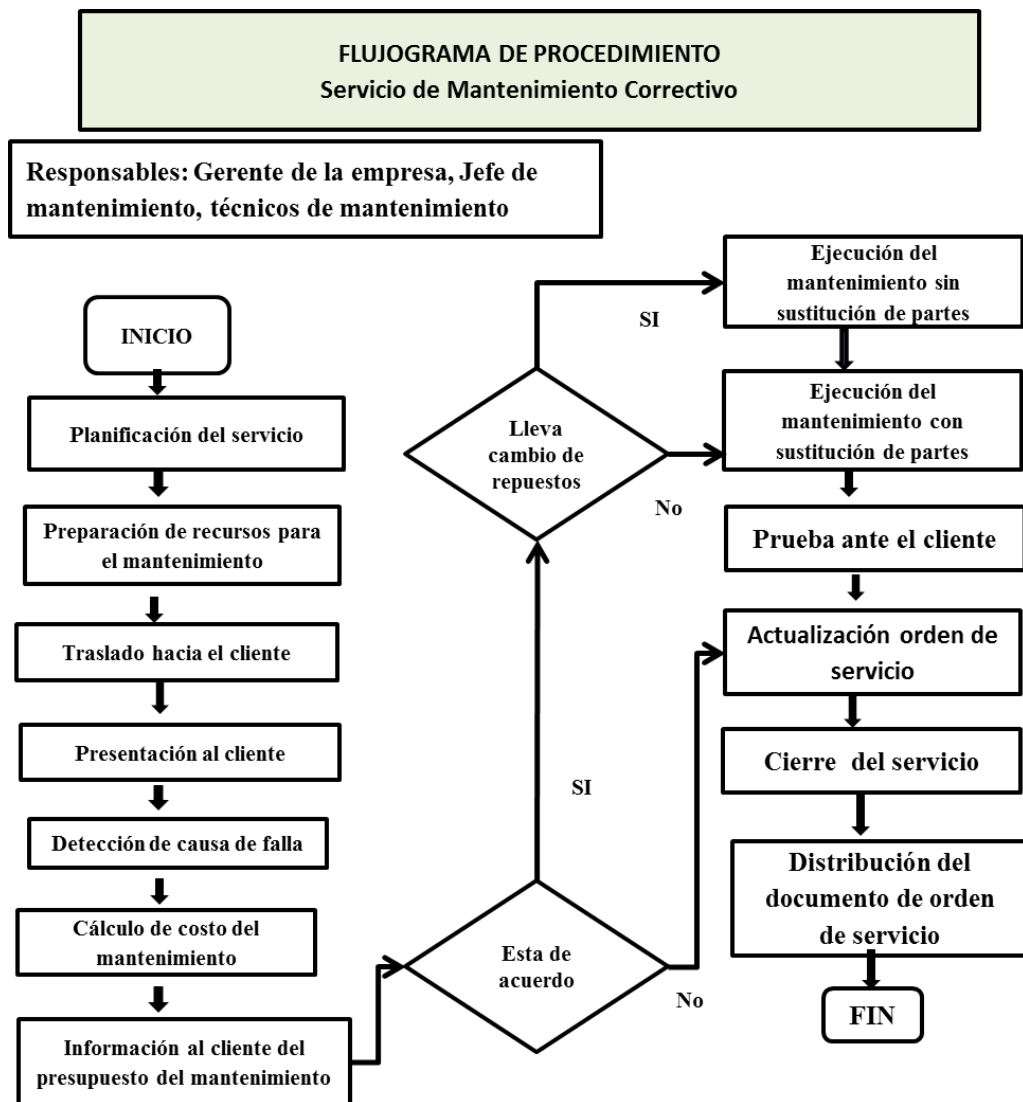 FLUJOGRAMA DE PROCEDIMIENTO
Servicio de Mantenimiento Correctivo
Responsables: Gerente de la empresa, Jefe de
mantenimiento, técnicos de mantenimiento
INICIO
Planificación del servicio
Preparación de recursos para
el mantenimiento
Traslado hacia el cliente
Presentación al cliente
Detección de causa de falla
Cálculo de costo del
mantenimiento
Información al cliente del
presupuesto del mantenimiento
Esta de
acuerdo
SI
No
Lleva
cambio de
repuestos
SI
No
Ejecución del
mantenimiento sin
sustitución de partes
Ejecución del
mantenimiento con
sustitución de partes
Prueba ante el cliente
Actualización orden de
servicio
Cierre del servicio
Distribución del
documento de orden
de servicio
FIN